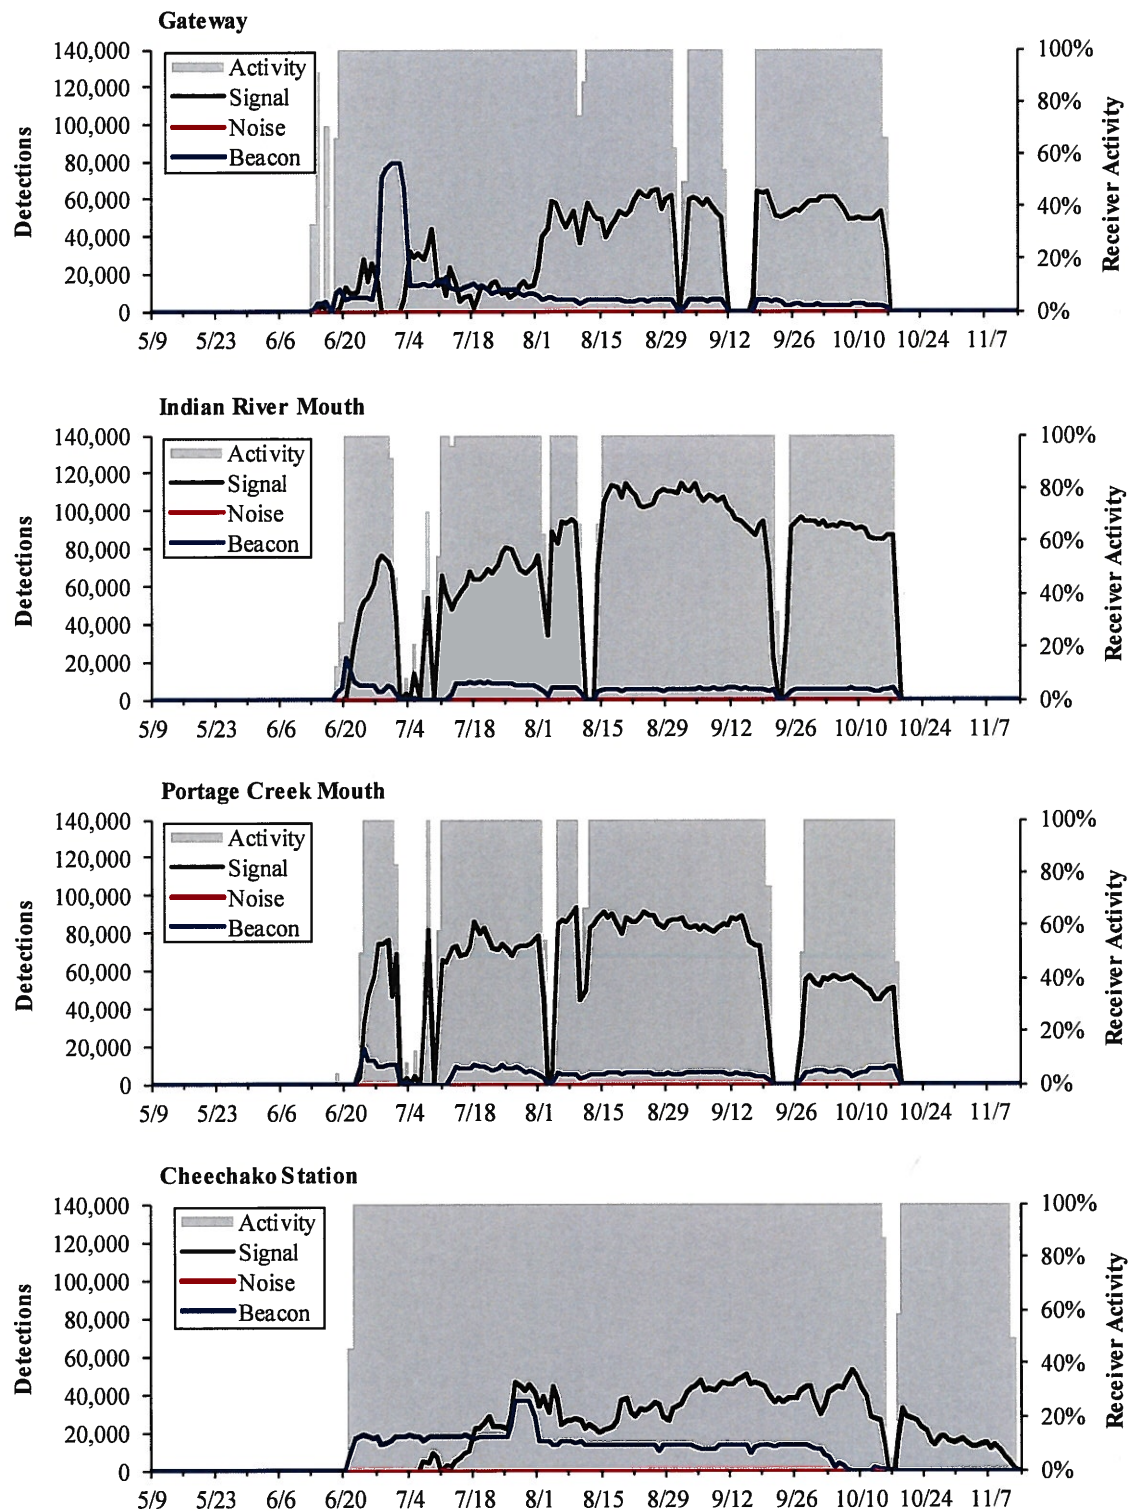 Gateway
140,000
120,000
100,000
80,000
60,000
40,000
20,000
0
Detections
Activity
Signal
Noise
Beacon
100%
80%
60%
40%
20%
0%
Receiver Activity
5/9 5/23 6/6 6/20 7/4 7/18 8/1 8/15 8/29 9/12 9/26 10/10 10/24 11/7
Indian River Mouth
140,000
120,000
100,000
80,000
60,000
40,000
20,000
0
Detections
Activity
Signal
Noise
Beacon
100%
80%
60%
40%
20%
0%
Receiver Activity
5/9 5/23 6/6 6/20 7/4 7/18 8/1 8/15 8/29 9/12 9/26 10/10 10/24 11/7
Portage Creek Mouth
140,000
120,000
100,000
80,000
60,000
40,000
20,000
0
Detections
Activity
Signal
Noise
Beacon
100%
80%
60%
40%
20%
0%
Receiver Activity
5/9 5/23 6/6 6/20 7/4 7/18 8/1 8/15 8/29 9/12 9/26 10/10 10/24 11/7
Cheechako Station
140,000
120,000
100,000
80,000
60,000
40,000
20,000
0
Detections
Activity
Signal
Noise
Beacon
100%
80%
60%
40%
20%
0%
Receiver Activity
5/9 5/23 6/6 6/20 7/4 7/18 8/1 8/15 8/29 9/12 9/26 10/10 10/24 11/7